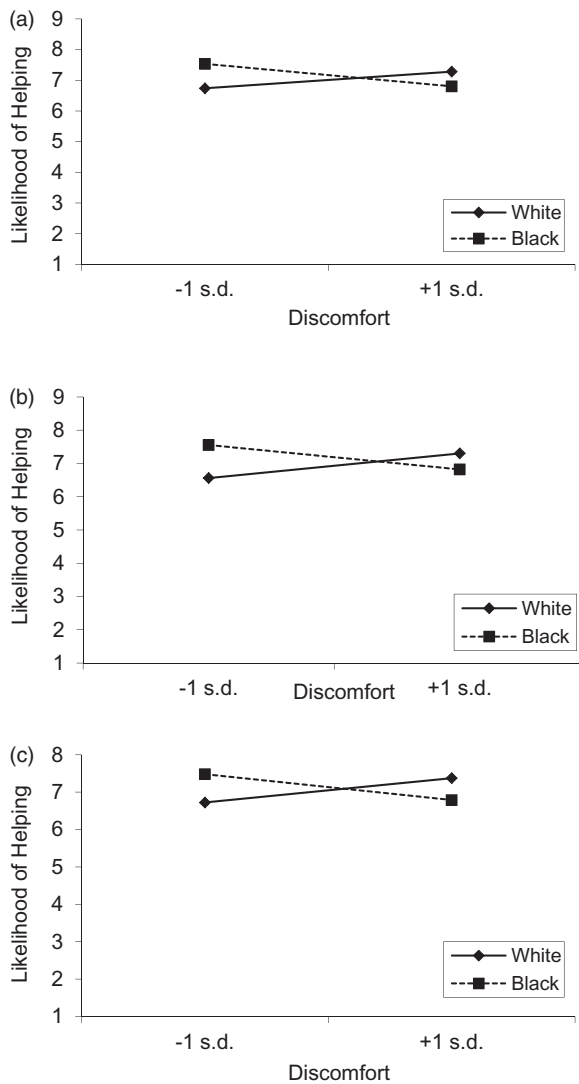 (a)
Likelihood of Helping
9
8
7
6
5
4
3
2
1
White
Black
-1 s.d.
+1 s.d.
Discomfort
(b)
Likelihood of Helping
9
8
7
6
5
4
3
2
1
White
Black
-1 s.d.
Discomfort
+1 s.d.
(c)
Likelihood of Helping
8
7
6
5
4
3
2
1
White
Black
-1 s.d.
+1 s.d.
Discomfort